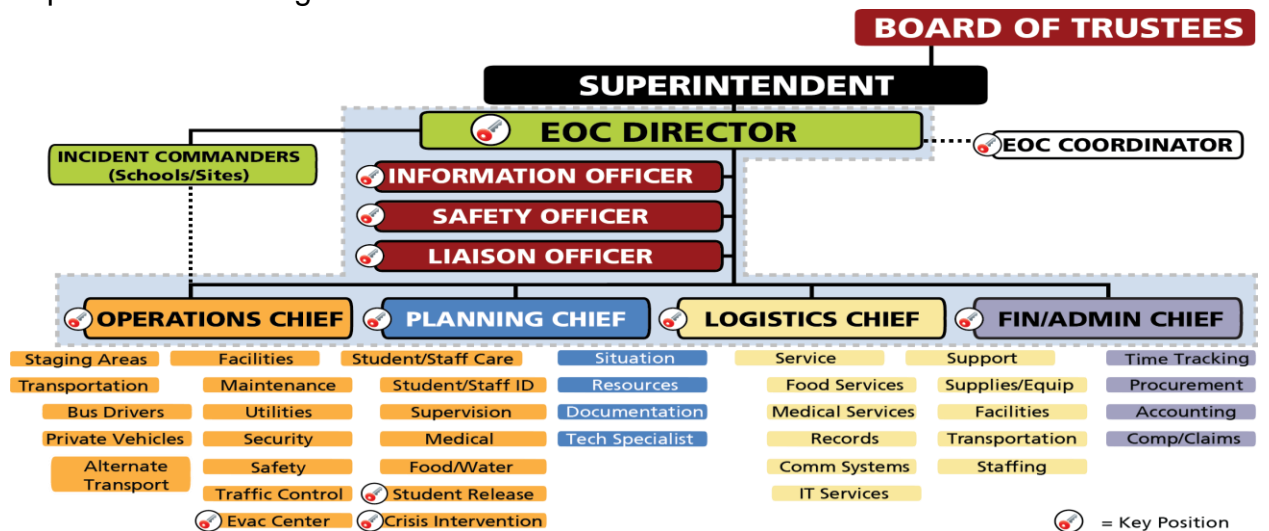 BOARD OF TRUSTEES
SUPERINTENDENT
EOC DIRECTOR
EOC COORDINATOR
INCIDENT COMMANDERS
(Schools/Sites)
INFORMATION OFFICER
SAFETY OFFICER
LIAISON OFFICER
OPERATIONS CHIEF
PLANNING CHIEF
LOGISTICS CHIEF
FIN/ADMIN CHIEF
Staging Areas
Transportation
Bus Drivers
Private Vehicles
Alternate
Transport
Facilities
Maintenance
Utilities
Security
Safety
Traffic Control
Evac Center
Student/Staff Care
Student/Staff ID
Supervision
Medical
Food/Water
Student Release
Crisis Intervention
Situation
Resources
Documentation
Tech Specialist
Service
Food Services
Medical Services
Records
Comm Systems
IT Services
Support
Supplies/Equip
Facilities
Transportation
Staffing
Time Tracking
Procurement
Accounting
Comp/Claims
= Key Position